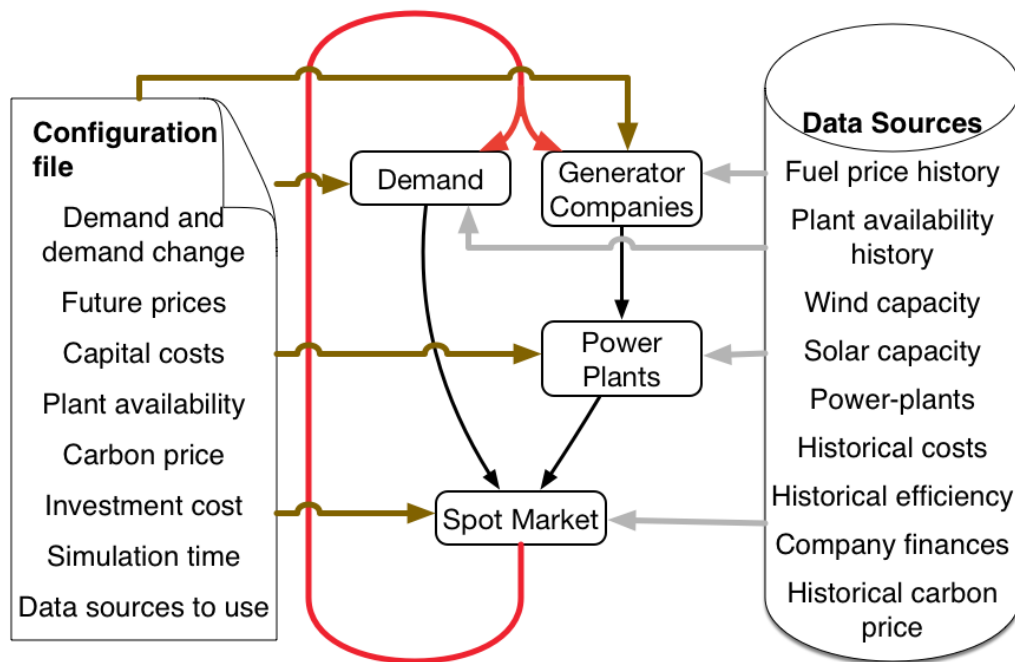 Configuration
file
Demand and
demand change
Future prices
Capital costs
Plant availability
Carbon price
Investment cost
Simulation time
Data sources to use
Demand
Generator
Companies
Power
Plants
Spot Market
Data Sources
Fuel price history
Plant availability
history
Wind capacity
Solar capacity
Power-plants
Historical costs
Historical efficiency
Company finances
Historical carbon
price